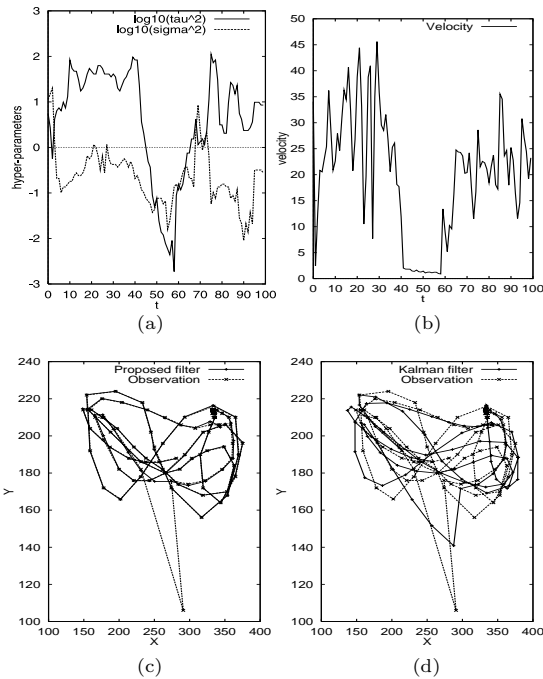 log10(tau^2)
log10(sigma^2)
hyper-parameters
3
2
1
0
-1
-2
-3
0 10 20 30 40 50 60 70 80 90 100
t
(a)
Velocity
velocity
50
45
40
35
30
25
20
15
10
5
0
0 10 20 30 40 50 60 70 80 90 100
t
(b)
Proposed filter
Observation
Y
240
220
200
180
160
140
120
100
100 150 200 250 300 350 400
X
(c)
Kalman filter
Observation
Y
240
220
200
180
160
140
120
100
100 150 200 250 300 350 400
X
(d)